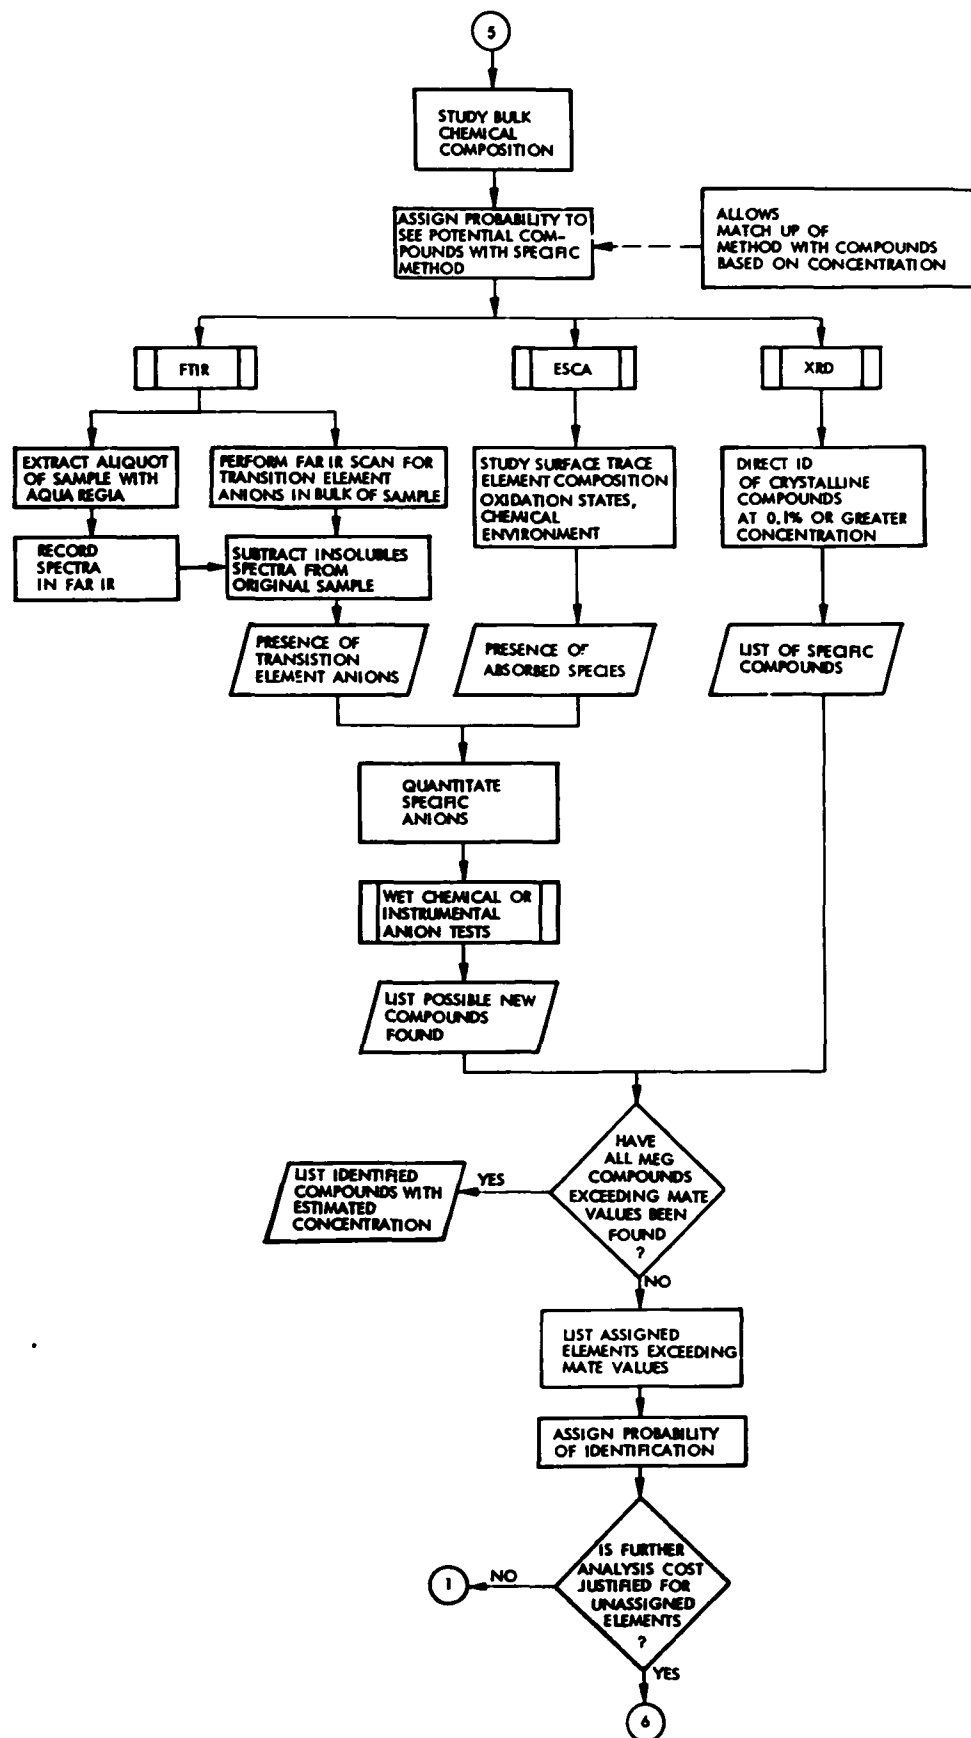 5
STUDY BULK
CHEMICAL
COMPOSITION
ASSIGN PROBABILITY TO
SEE POTENTIAL COM-
POUNDS WITH SPECIFIC
METHOD
ALLOWS
MATCH UP OF
METHOD WITH COMPOUNDS
BASED ON CONCENTRATION
FTIR
ESCA
XRD
EXTRACT ALIQUOT
OF SAMPLE WITH
AQUA REGIA
PERFORM FAR IR SCAN FOR
TRANSITION ELEMENT
ANIONS IN BULK OF SAMPLE
STUDY SURFACE TRACE
ELEMENT COMPOSITION
OXIDATION STATES,
CHEMICAL
ENVIRONMENT
DIRECT ID
OF CRYSTALLINE
COMPOUNDS
AT 0.1% OR GREATER
CONCENTRATION
RECORD
SPECTRA
IN FAR IR
SUBTRACT INSOLUBLES
SPECTRA FROM
ORIGINAL SAMPLE
PRESENCE OF
TRANSISTION
ELEMENT ANIONS
PRESENCE OF
ABSORBED SPECIES
LIST OF SPECIFIC
COMPOUNDS
QUANTITATE
SPECIFIC
ANIONS
WET CHEMICAL OR
INSTRUMENTAL
ANION TESTS
LIST POSSIBLE NEW
COMPOUNDS
FOUND
HAVE
ALL MEG
COMPOUNDS
EXCEEDING MATE
VALUES BEEN
FOUND
?
YES
LIST IDENTIFIED
COMPOUNDS WITH
ESTIMATED
CONCENTRATION
NO
LIST ASSIGNED
ELEMENTS EXCEEDING
MATE VALUES
ASSIGN PROBABILITY
OF IDENTIFICATION
IS FURTHER
ANALYSIS COST
JUSTIFIED FOR
UNASSIGNED
ELEMENTS
?
NO
1
YES
6